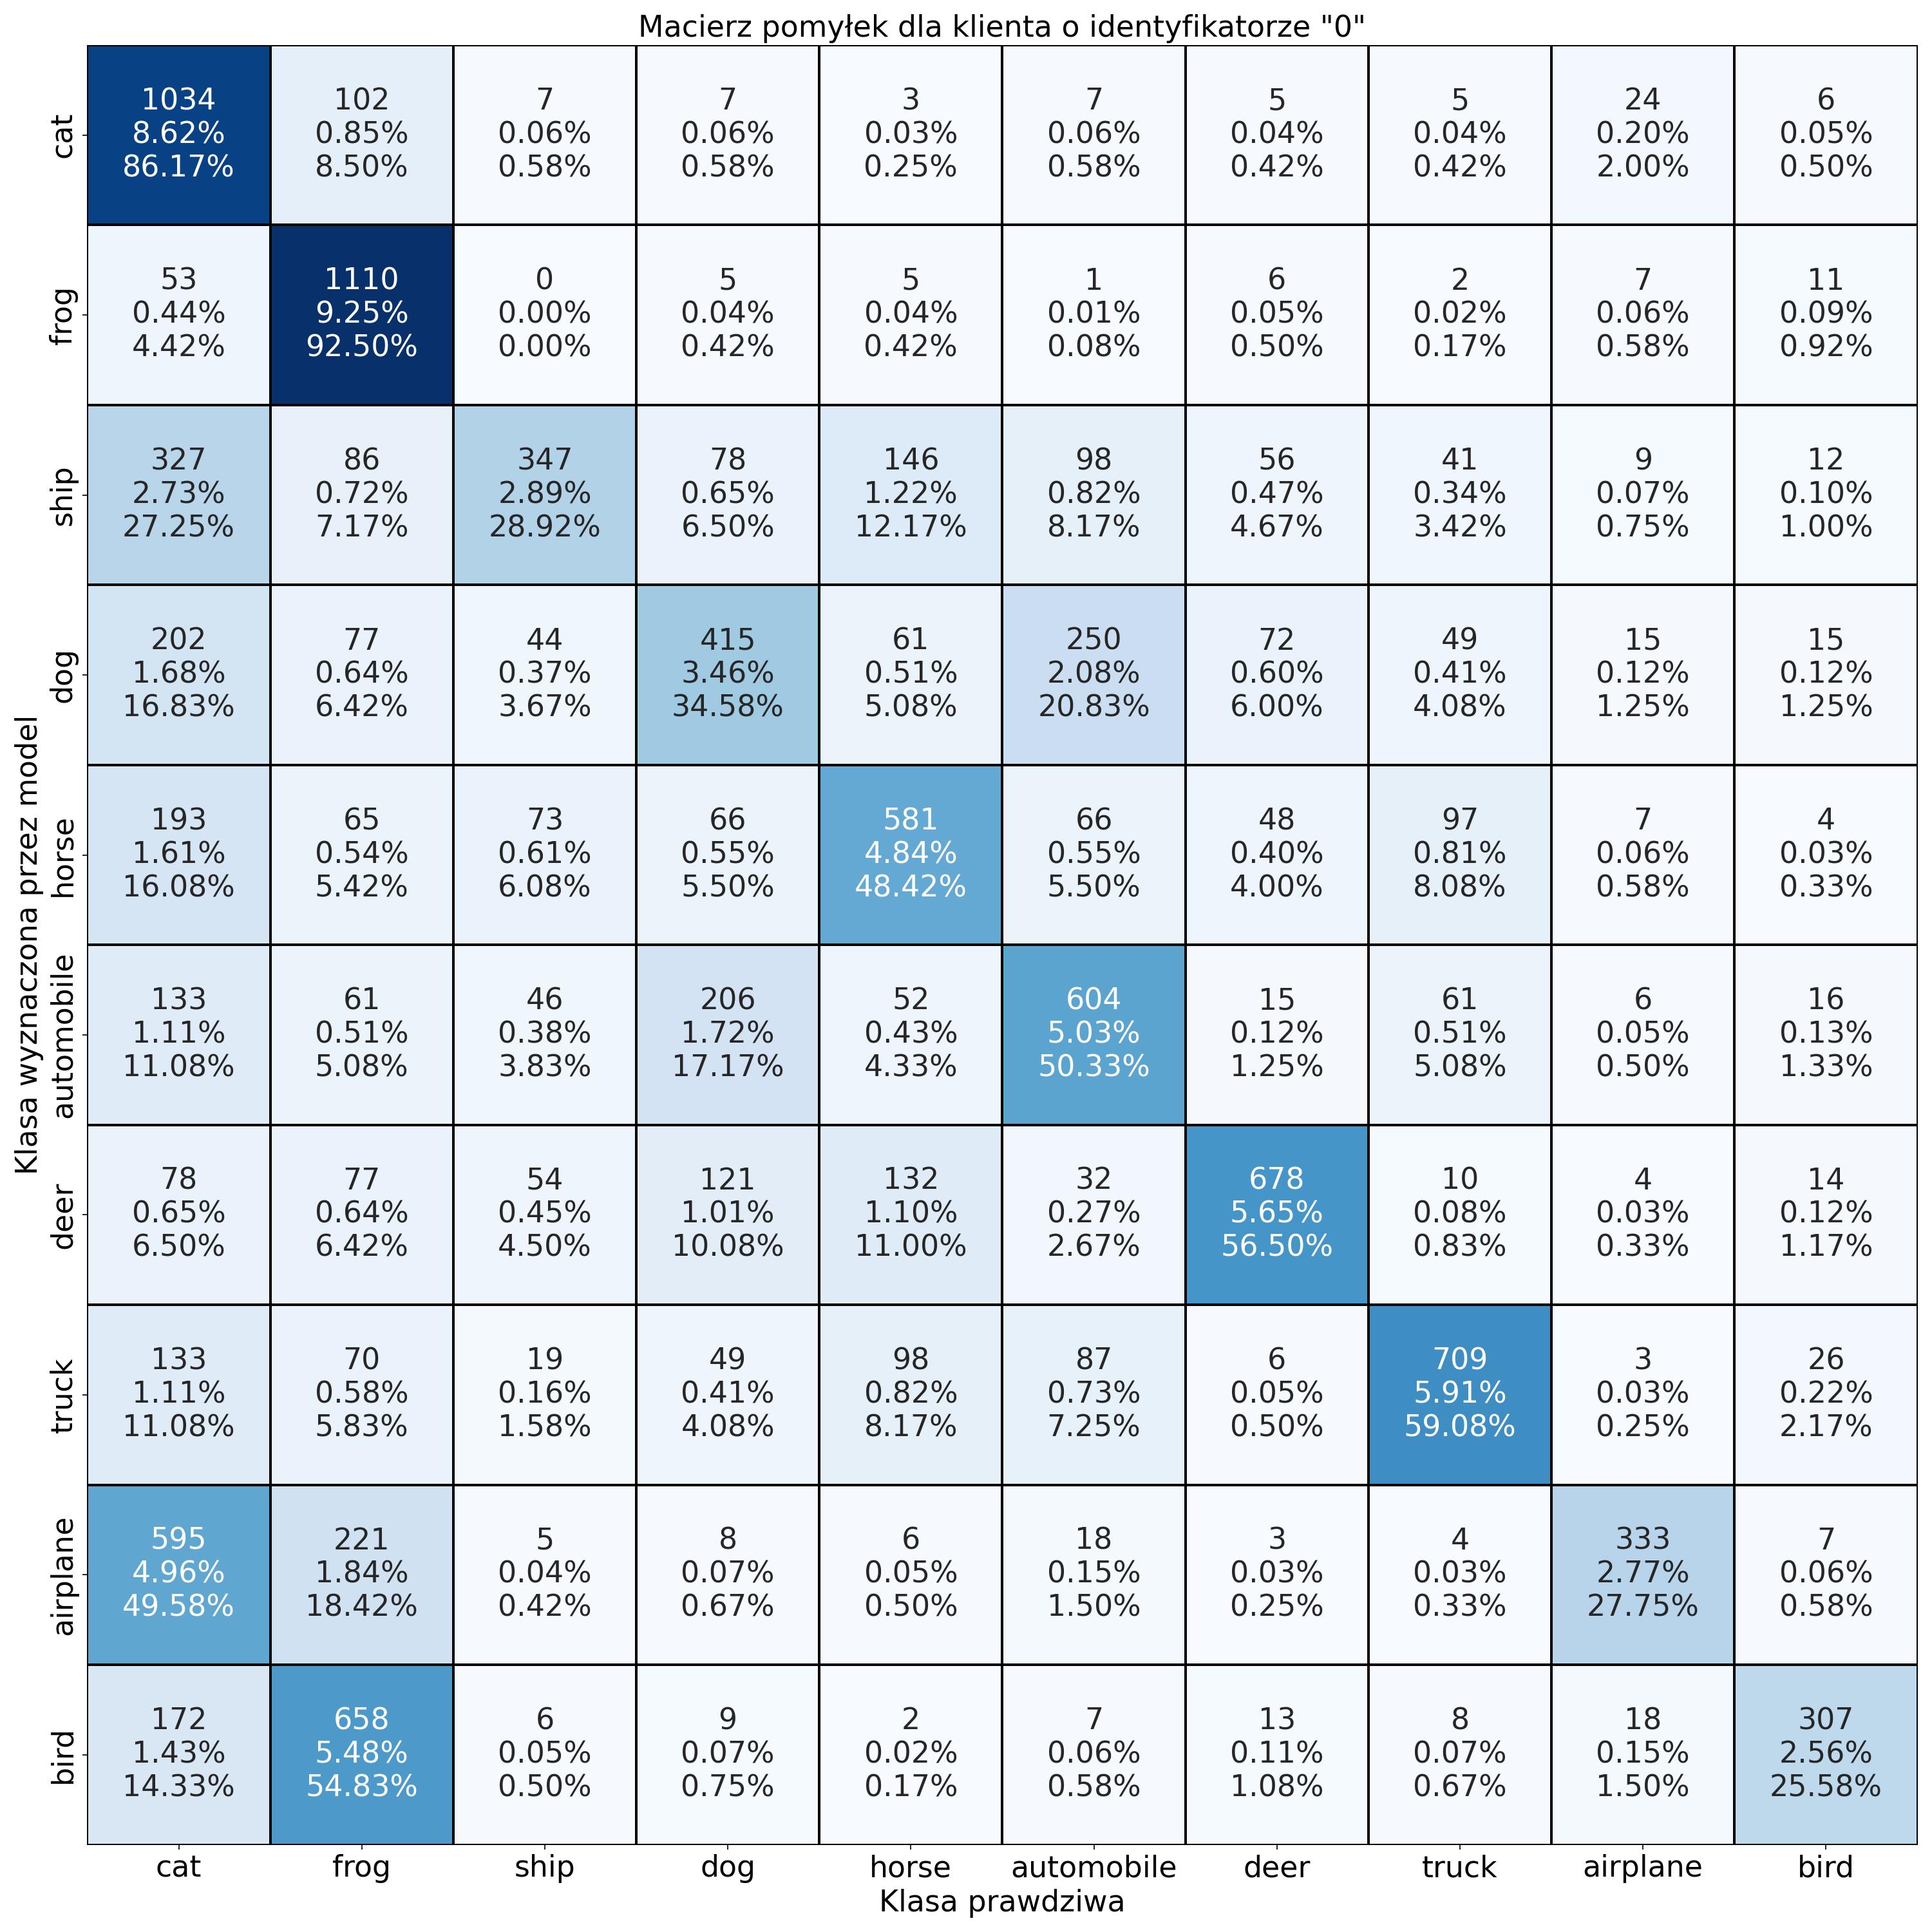 Macierz pomyłek dla klienta o identyfikatorze "0"
Klasa wyznaczona przez model
cat
1034 102 7 7 3 7 5 5 24 6
8.62% 0.85% 0.06% 0.06% 0.03% 0.06% 0.04% 0.04% 0.20% 0.05%
86.17% 8.50% 0.58% 0.58% 0.25% 0.58% 0.42% 0.42% 2.00% 0.50%
frog
53 1110 0 5 5 1 6 2 7 11
0.44% 9.25% 0.00% 0.04% 0.04% 0.01% 0.05% 0.02% 0.06% 0.09%
4.42% 92.50% 0.00% 0.42% 0.42% 0.08% 0.50% 0.17% 0.58% 0.92%
ship
327 86 347 78 146 98 56 41 9 12
2.73% 0.72% 2.89% 0.65% 1.22% 0.82% 0.47% 0.34% 0.07% 0.10%
27.25% 7.17% 28.92% 6.50% 12.17% 8.17% 4.67% 3.42% 0.75% 1.00%
dog
202 77 44 415 61 250 72 49 15 15
1.68% 0.64% 0.37% 3.46% 0.51% 2.08% 0.60% 0.41% 0.12% 0.12%
16.83% 6.42% 3.67% 34.58% 5.08% 20.83% 6.00% 4.08% 1.25% 1.25%
horse
193 65 73 66 581 66 48 97 7 4
1.61% 0.54% 0.61% 0.55% 4.84% 0.55% 0.40% 0.81% 0.06% 0.03%
16.08% 5.42% 6.08% 5.50% 48.42% 5.50% 4.00% 8.08% 0.58% 0.33%
automobile
133 61 46 206 52 604 15 61 6 16
1.11% 0.51% 0.38% 1.72% 0.43% 5.03% 0.12% 0.51% 0.05% 0.13%
11.08% 5.08% 3.83% 17.17% 4.33% 50.33% 1.25% 5.08% 0.50% 1.33%
deer
78 77 54 121 132 32 678 10 4 14
0.65% 0.64% 0.45% 1.01% 1.10% 0.27% 5.65% 0.08% 0.03% 0.12%
6.50% 6.42% 4.50% 10.08% 11.00% 2.67% 56.50% 0.83% 0.33% 1.17%
truck
133 70 19 49 98 87 6 709 3 26
1.11% 0.58% 0.16% 0.41% 0.82% 0.73% 0.05% 5.91% 0.03% 0.22%
11.08% 5.83% 1.58% 4.08% 8.17% 7.25% 0.50% 59.08% 0.25% 2.17%
airplane
595 221 5 8 6 18 3 4 333 7
4.96% 1.84% 0.04% 0.07% 0.05% 0.15% 0.03% 0.03% 2.77% 0.06%
49.58% 18.42% 0.42% 0.67% 0.50% 1.50% 0.25% 0.33% 27.75% 0.58%
bird
172 658 6 9 2 7 13 8 18 307
1.43% 5.48% 0.05% 0.07% 0.02% 0.06% 0.11% 0.07% 0.15% 2.56%
14.33% 54.83% 0.50% 0.75% 0.17% 0.58% 1.08% 0.67% 1.50% 25.58%
cat frog ship dog horse automobile deer truck airplane bird
Klasa prawdziwa